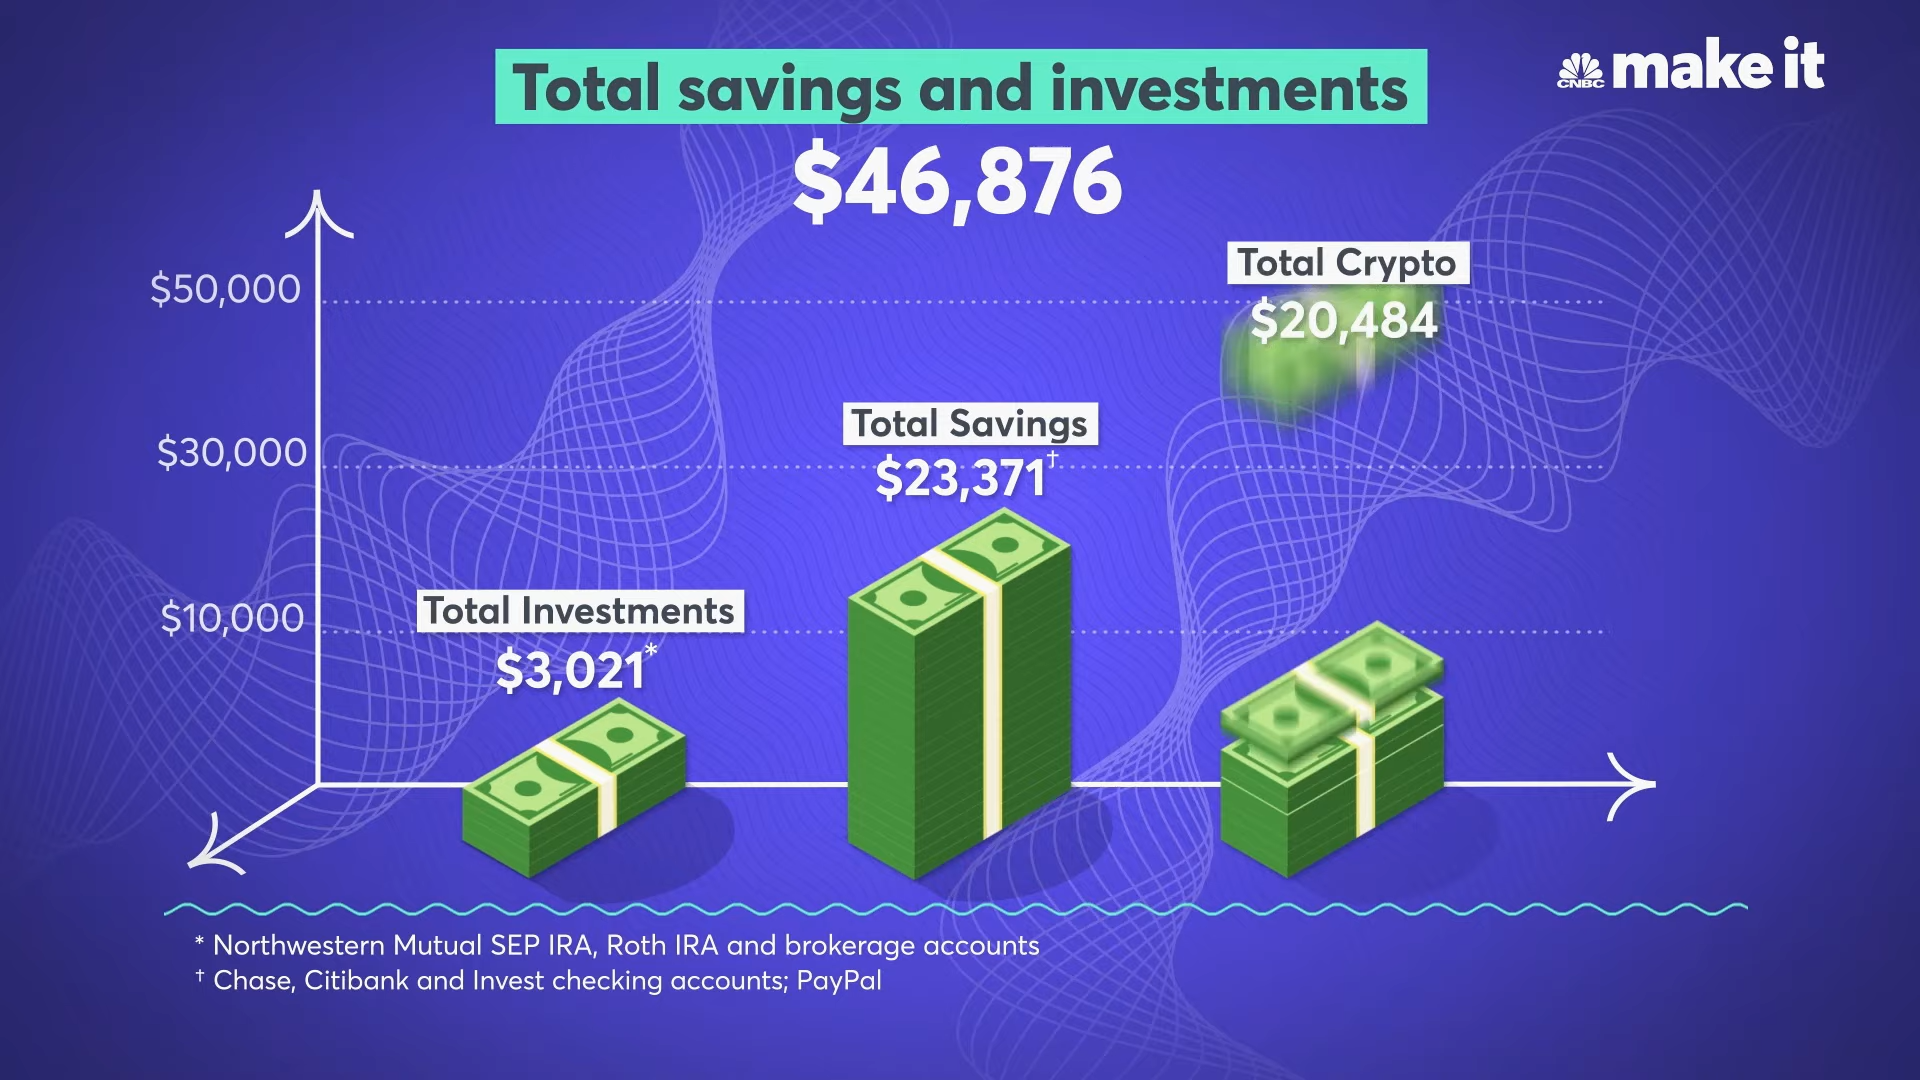 Total savings and investments
$46,876
CNBC make it
$50,000
$30,000
$10,000
Total Investments
$3,021*
Total Savings
$23,371†
Total Crypto
$20,484
* Northwestern Mutual SEP IRA, Roth IRA and brokerage accounts
† Chase, Citibank and Invest checking accounts; PayPal